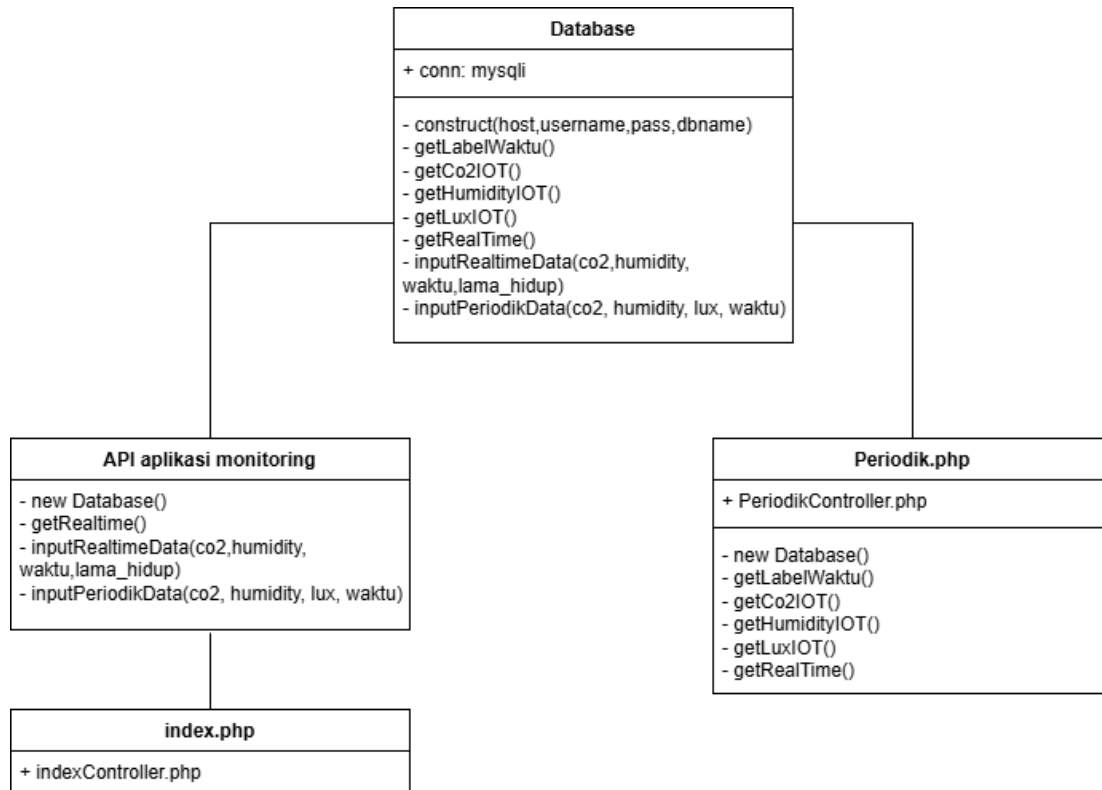 Database
+ conn: mysqli
- construct(host,username,pass,dbname)
- getLabelWaktu()
- getCo2IOT()
- getHumidityIOT()
- getLuxIOT()
- getRealTime()
- inputRealtimeData(co2,humidity,
waktu,lama_hidup)
- inputPeriodikData(co2, humidity, lux, waktu)
API aplikasi monitoring
- new Database()
- getRealtime()
- inputRealtimeData(co2,humidity,
waktu,lama_hidup)
- inputPeriodikData(co2, humidity, lux, waktu)
Periodik.php
+ PeriodikController.php
- new Database()
- getLabelWaktu()
- getCo2IOT()
- getHumidityIOT()
- getLuxIOT()
- getRealTime()
index.php
+ indexController.php